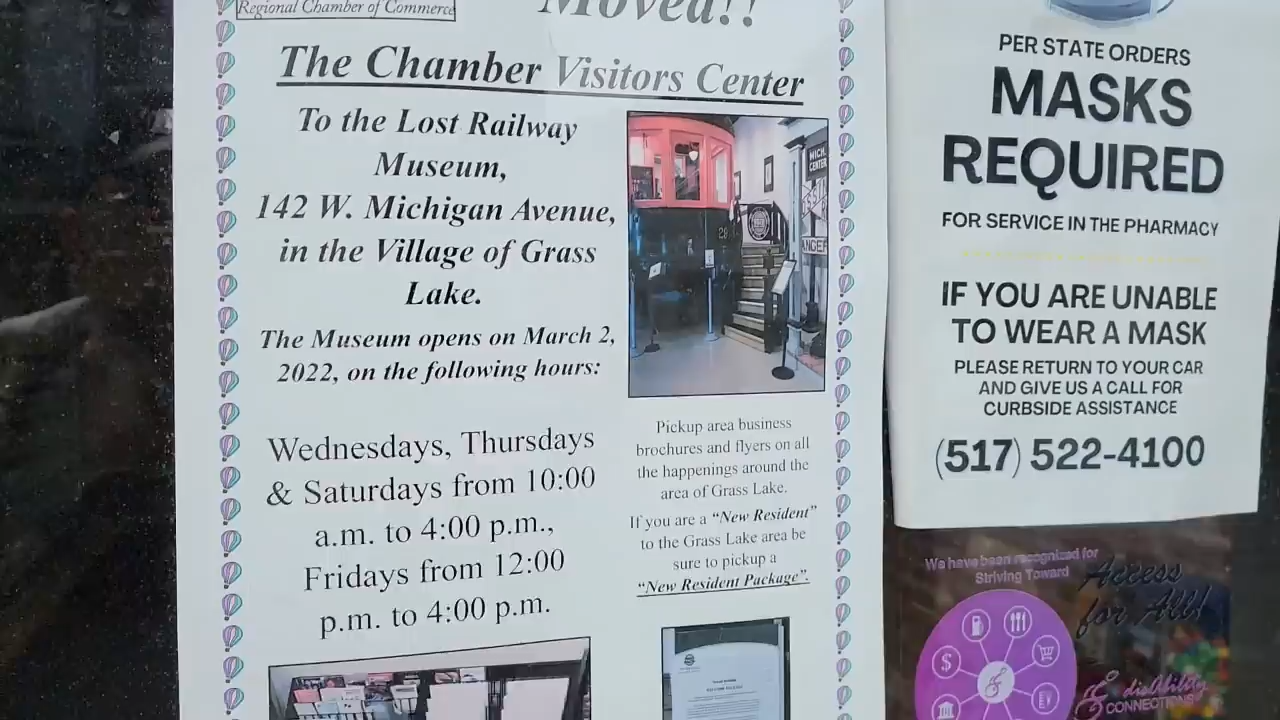 Regional Chamber of Commerce
Moved!!
The Chamber Visitors Center
To the Lost Railway
Museum,
142 W. Michigan Avenue,
in the Village of Grass
Lake.
The Museum opens on March 2,
2022, on the following hours:
Wednesdays, Thursdays
& Saturdays from 10:00
a.m. to 4:00 p.m.,
Fridays from 12:00
p.m. to 4:00 p.m.
MICH
CENTER
29
Pickup area business
brochures and flyers on all
the happenings around the
area of Grass Lake.
If you are a “New Resident”
to the Grass Lake area be
sure to pickup a
“New Resident Package”.
PER STATE ORDERS
MASKS
REQUIRED
FOR SERVICE IN THE PHARMACY
IF YOU ARE UNABLE
TO WEAR A MASK
PLEASE RETURN TO YOUR CAR
AND GIVE US A CALL FOR
CURBSIDE ASSISTANCE
(517) 522-4100
We have been recognized for
Striving Toward
Access
for All!
$
disAbility
CONNECTIONS